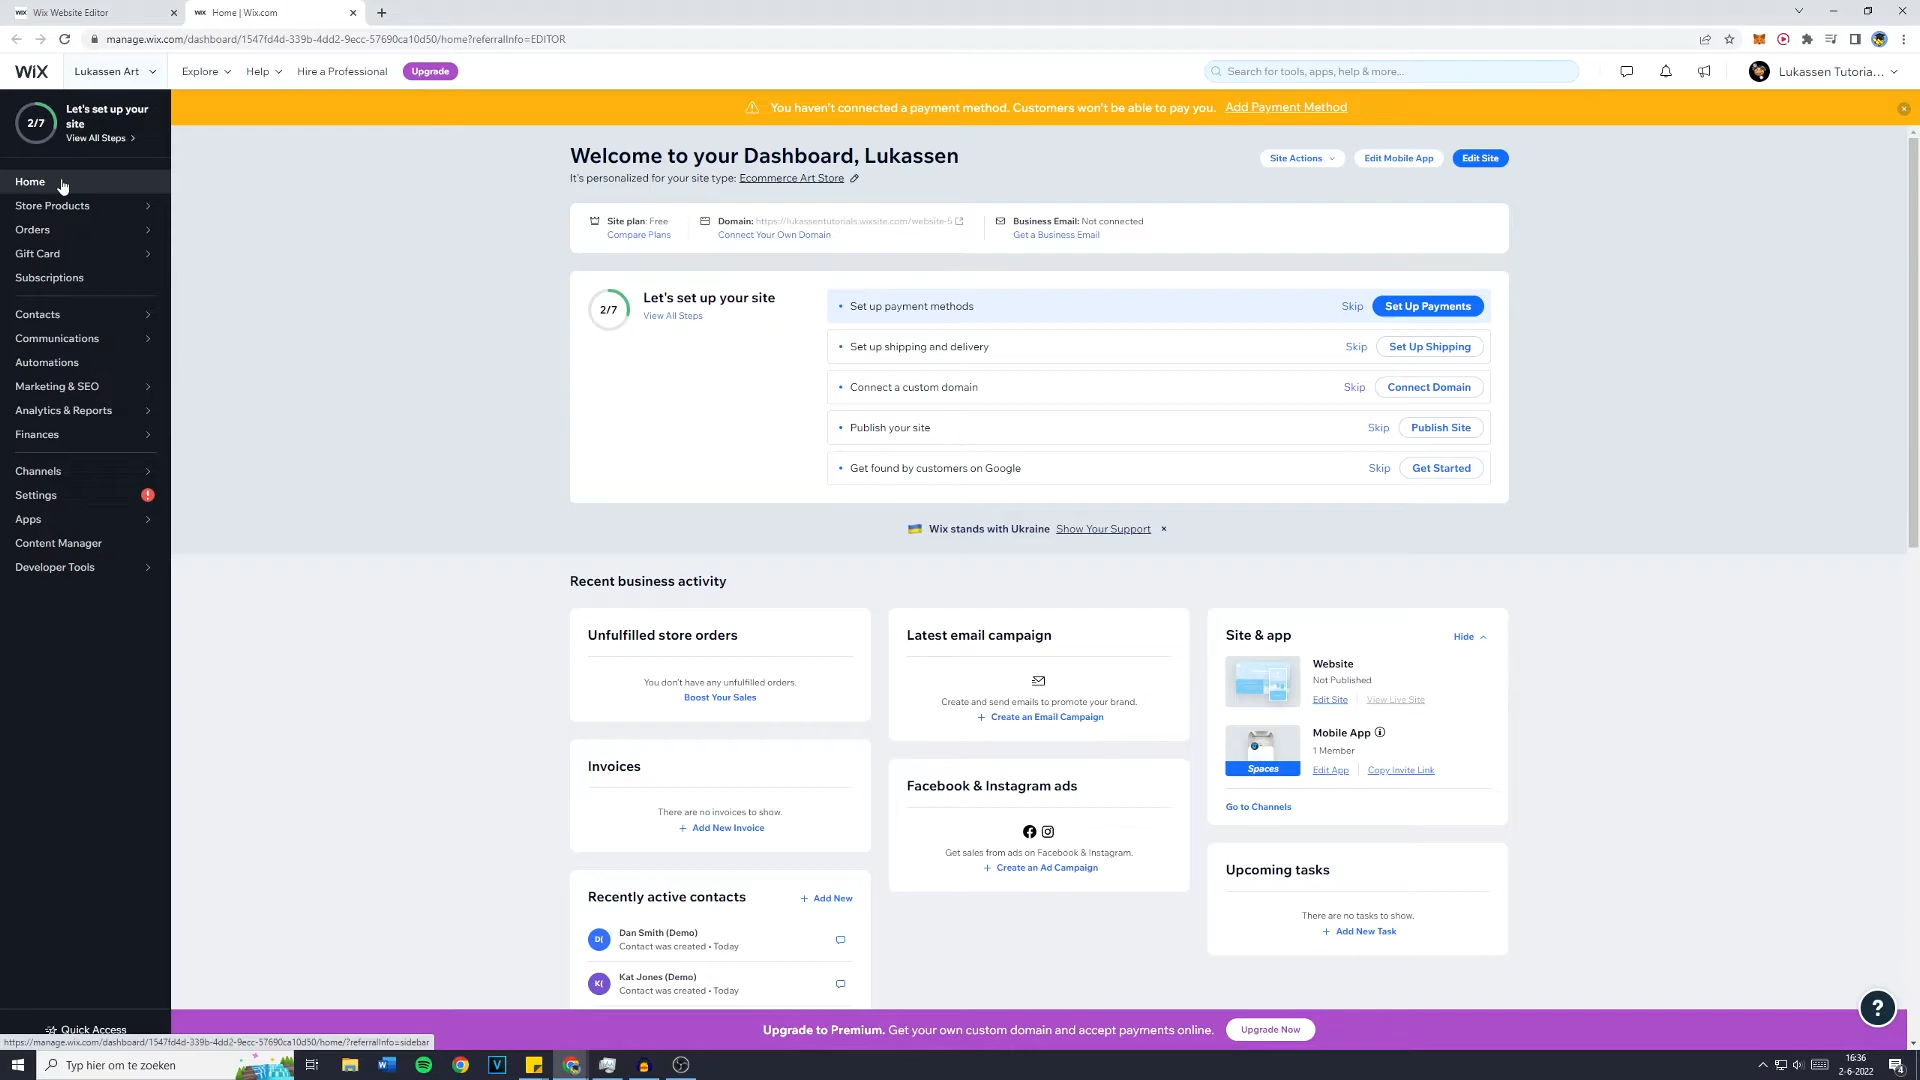 WIX Wix Website Editor
WIX Home | Wix.com
manage.wix.com/dashboard/1547fd4d-339b-4dd2-9ecc-57690ca10d50/home?referralInfo=EDITOR
WIX Lukassen Art Explore Help Hire a Professional Upgrade Search for tools, apps, help & more... Lukassen Tutoria...
You haven't connected a payment method. Customers won't be able to pay you. Add Payment Method
2/7
Let's set up your
site
View All Steps
Home
Store Products
Orders
Gift Card
Subscriptions
Contacts
Communications
Automations
Marketing & SEO
Analytics & Reports
Finances
Channels
Settings
Apps
Content Manager
Developer Tools
Quick Access
Welcome to your Dashboard, Lukassen
It's personalized for your site type: Ecommerce Art Store
Site Actions Edit Mobile App Edit Site
Site plan: Free
Compare Plans
Domain: https://lukassentutorials.wixsite.com/website-5
Connect Your Own Domain
Business Email: Not connected
Get a Business Email
2/7
Let's set up your site
View All Steps
Set up payment methods Skip Set Up Payments
Set up shipping and delivery Skip Set Up Shipping
Connect a custom domain Skip Connect Domain
Publish your site Skip Publish Site
Get found by customers on Google Skip Get Started
Wix stands with Ukraine Show Your Support ×
Recent business activity
Unfulfilled store orders
You don't have any unfulfilled orders.
Boost Your Sales
Invoices
There are no invoices to show.
+ Add New Invoice
Recently active contacts + Add New
D( Dan Smith (Demo)
Contact was created • Today
K( Kat Jones (Demo)
Contact was created • Today
Latest email campaign
Create and send emails to promote your brand.
+ Create an Email Campaign
Facebook & Instagram ads
Get sales from ads on Facebook & Instagram.
+ Create an Ad Campaign
Site & app Hide
Website
Not Published
Edit Site View Live Site
Mobile App
1 Member
Spaces
Edit App Copy Invite Link
Go to Channels
Upcoming tasks
There are no tasks to show.
+ Add New Task
?
Upgrade to Premium. Get your own custom domain and accept payments online. Upgrade Now
https://manage.wix.com/dashboard/1547fd4d-339b-4dd2-9ecc-57690ca10d50/home/?referralInfo=sidebar
Typ hier om te zoeken
16:36
2-6-2022
4